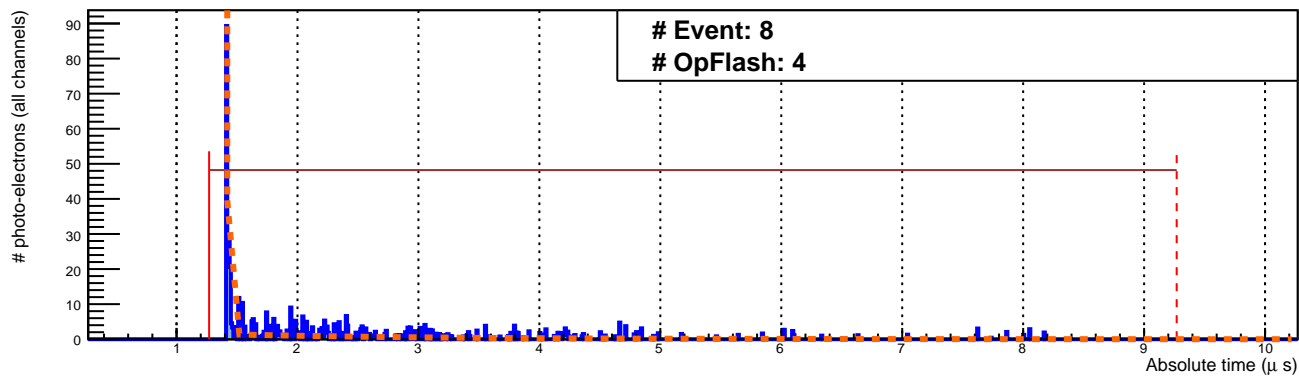 # Event: 8
# OpFlash: 4
# photo-electrons (all channels)
90
80
70
60
50
40
30
20
10
0
1 2 3 4 5 6 7 8 9 10
Absolute time (μ s)